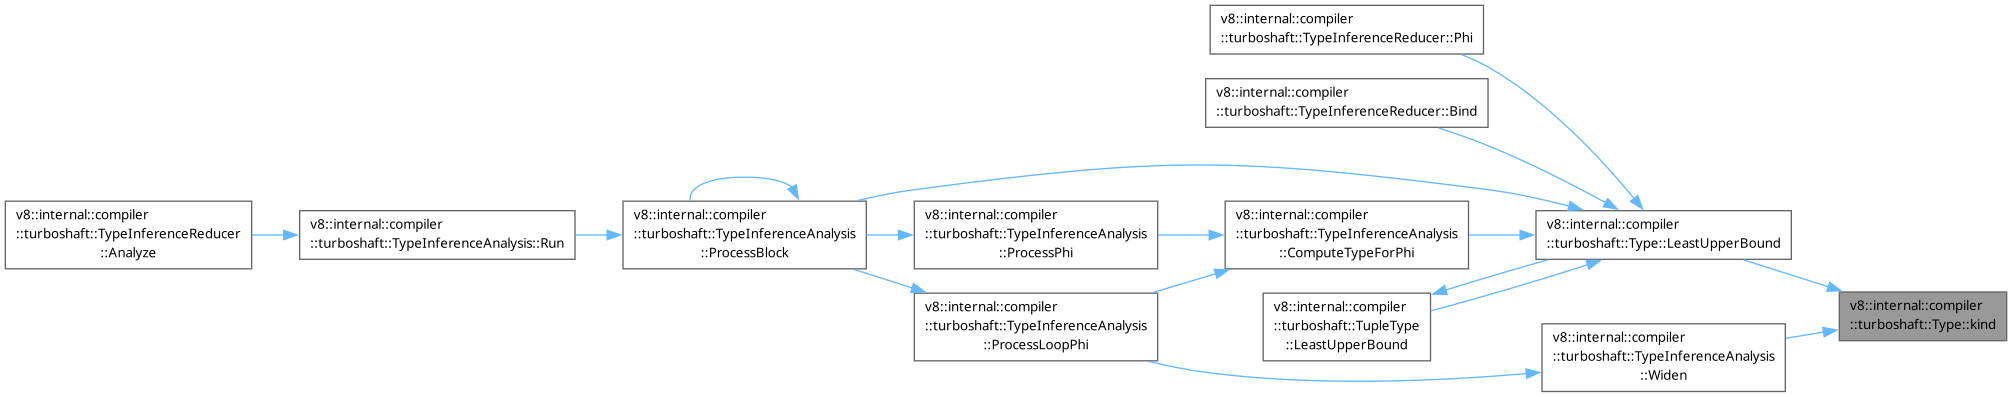 v8::internal::compiler
::turboshaft::TypeInferenceReducer::Phi
v8::internal::compiler
::turboshaft::TypeInferenceReducer::Bind
v8::internal::compiler
::turboshaft::TypeInferenceReducer
::Analyze
v8::internal::compiler
::turboshaft::TypeInferenceAnalysis::Run
v8::internal::compiler
::turboshaft::TypeInferenceAnalysis
::ProcessBlock
v8::internal::compiler
::turboshaft::TypeInferenceAnalysis
::ProcessPhi
v8::internal::compiler
::turboshaft::TypeInferenceAnalysis
::ComputeTypeForPhi
v8::internal::compiler
::turboshaft::Type::LeastUpperBound
v8::internal::compiler
::turboshaft::TypeInferenceAnalysis
::ProcessLoopPhi
v8::internal::compiler
::turboshaft::TupleType
::LeastUpperBound
v8::internal::compiler
::turboshaft::Type::kind
v8::internal::compiler
::turboshaft::TypeInferenceAnalysis
::Widen